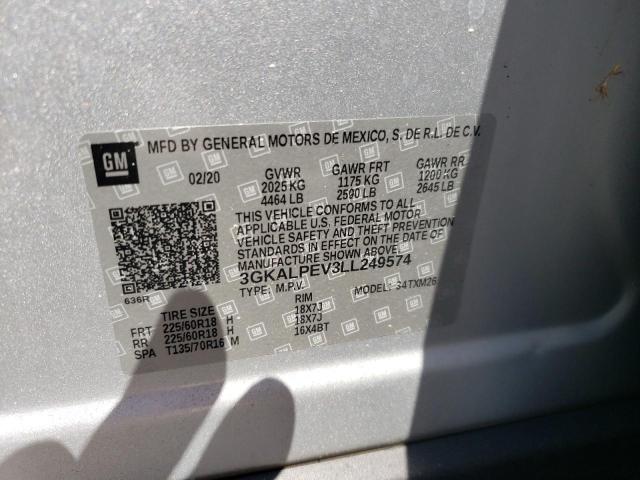 GM
MFD BY GENERAL MOTORS DE MEXICO, S. DE R.L. DE C.V.
02/20 GVWR GAWR FRT GAWR RR
2025 KG 1175 KG 1200 KG
4464 LB 2590 LB 2645 LB
THIS VEHICLE CONFORMS TO ALL
APPLICABLE U.S. FEDERAL MOTOR
VEHICLE SAFETY AND THEFT
STANDARDS IN EFFECT ON DATE OF
MANUFACTURE SHOWN ABOVE.
3GKALPEV3LL249574
TYPE: M.P.V. MODEL:
636R
TIRE SIZE RIM
FRT 225/60R18 H 18X7J
RR 225/60R18 H 18X7J
SPA T135/70R16 M 16X4BT